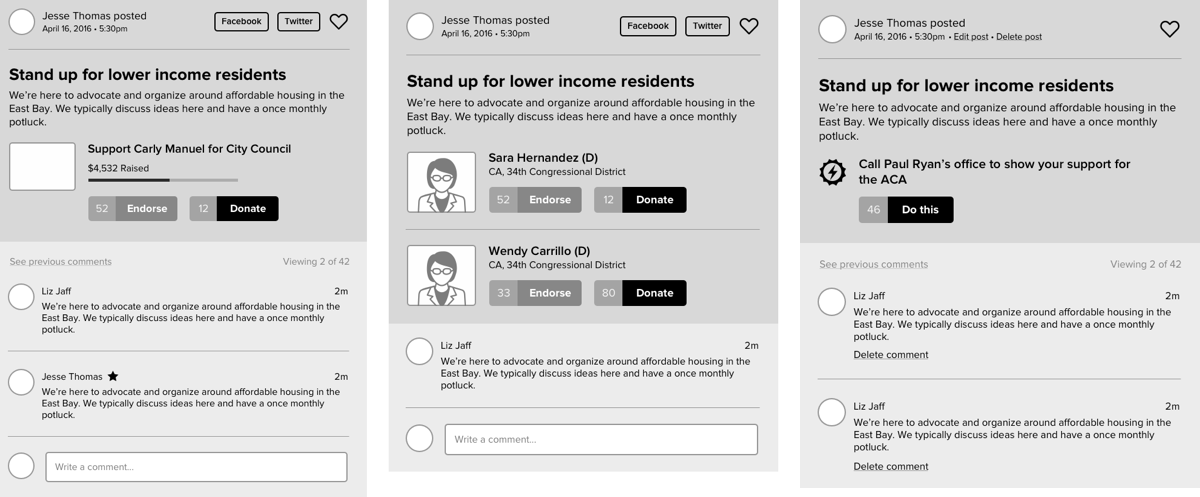 Jesse Thomas posted
April 16, 2016 • 5:30pm
Facebook
Twitter
Stand up for lower income residents
We're here to advocate and organize around affordable housing in the
East Bay. We typically discuss ideas here and have a once monthly
potluck.
Support Carly Manuel for City Council
$4,532 Raised
52 Endorse
12 Donate
See previous comments
Viewing 2 of 42
Liz Jaff
2m
We're here to advocate and organize around affordable housing in the
East Bay. We typically discuss ideas here and have a once monthly
potluck.
Jesse Thomas
2m
We're here to advocate and organize around affordable housing in the
East Bay. We typically discuss ideas here and have a once monthly
potluck.
Write a comment...
Jesse Thomas posted
April 16, 2016 • 5:30pm
Facebook
Twitter
Stand up for lower income residents
We're here to advocate and organize around affordable housing in the
East Bay. We typically discuss ideas here and have a once monthly
potluck.
Sara Hernandez (D)
CA, 34th Congressional District
52 Endorse
12 Donate
Wendy Carrillo (D)
CA, 34th Congressional District
33 Endorse
80 Donate
Liz Jaff
2m
We're here to advocate and organize around affordable housing in the
East Bay. We typically discuss ideas here and have a once monthly
potluck.
Write a comment...
Jesse Thomas posted
April 16, 2016 • 5:30pm • Edit post • Delete post
Stand up for lower income residents
We're here to advocate and organize around affordable housing in the
East Bay. We typically discuss ideas here and have a once monthly
potluck.
Call Paul Ryan's office to show your support for
the ACA
46 Do this
See previous comments
Viewing 2 of 42
Liz Jaff
2m
We're here to advocate and organize around affordable housing in the
East Bay. We typically discuss ideas here and have a once monthly
potluck.
Delete comment
Liz Jaff
2m
We're here to advocate and organize around affordable housing in the
East Bay. We typically discuss ideas here and have a once monthly
potluck.
Delete comment